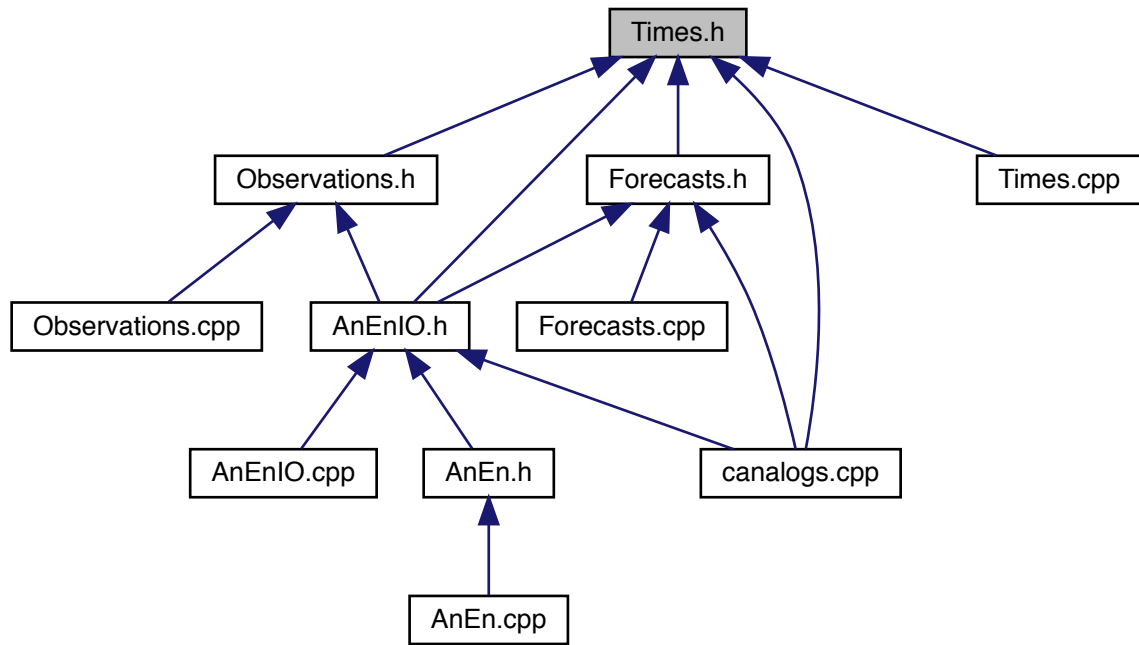 Times.h
Observations.h
Forecasts.h
Times.cpp
Observations.cpp
AnEnIO.h
Forecasts.cpp
AnEnIO.cpp
AnEn.h
canalogs.cpp
AnEn.cpp